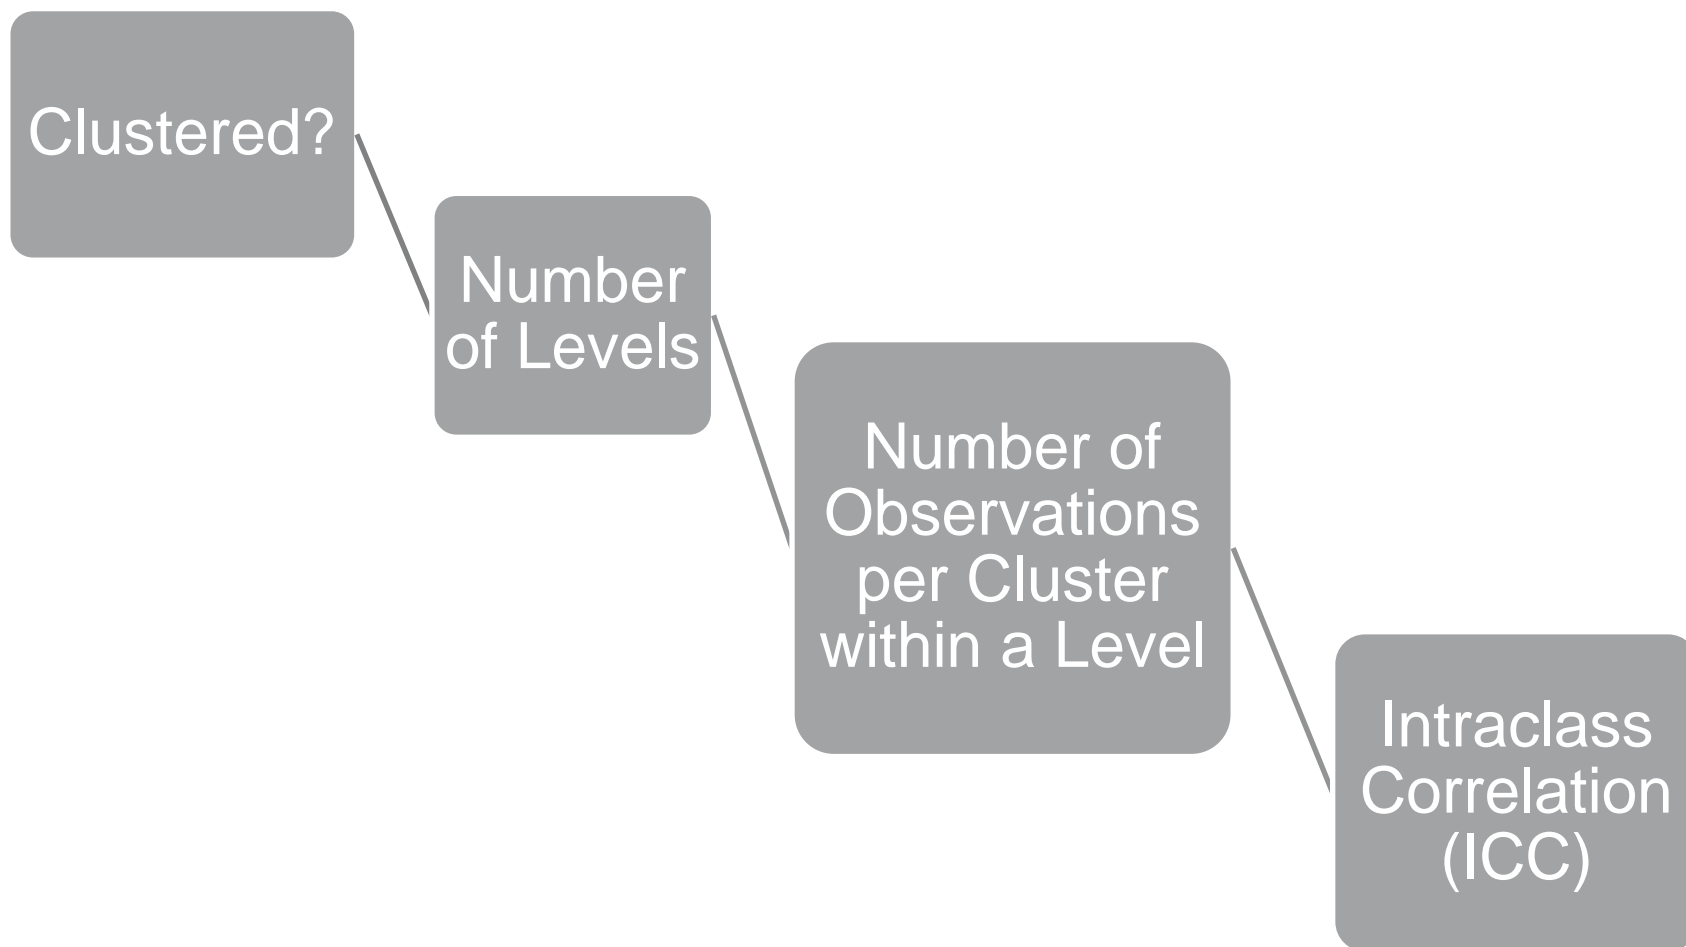 Clustered?
Number
of Levels
Number of
Observations
per Cluster
within a Level
Intraclass
Correlation
(ICC)